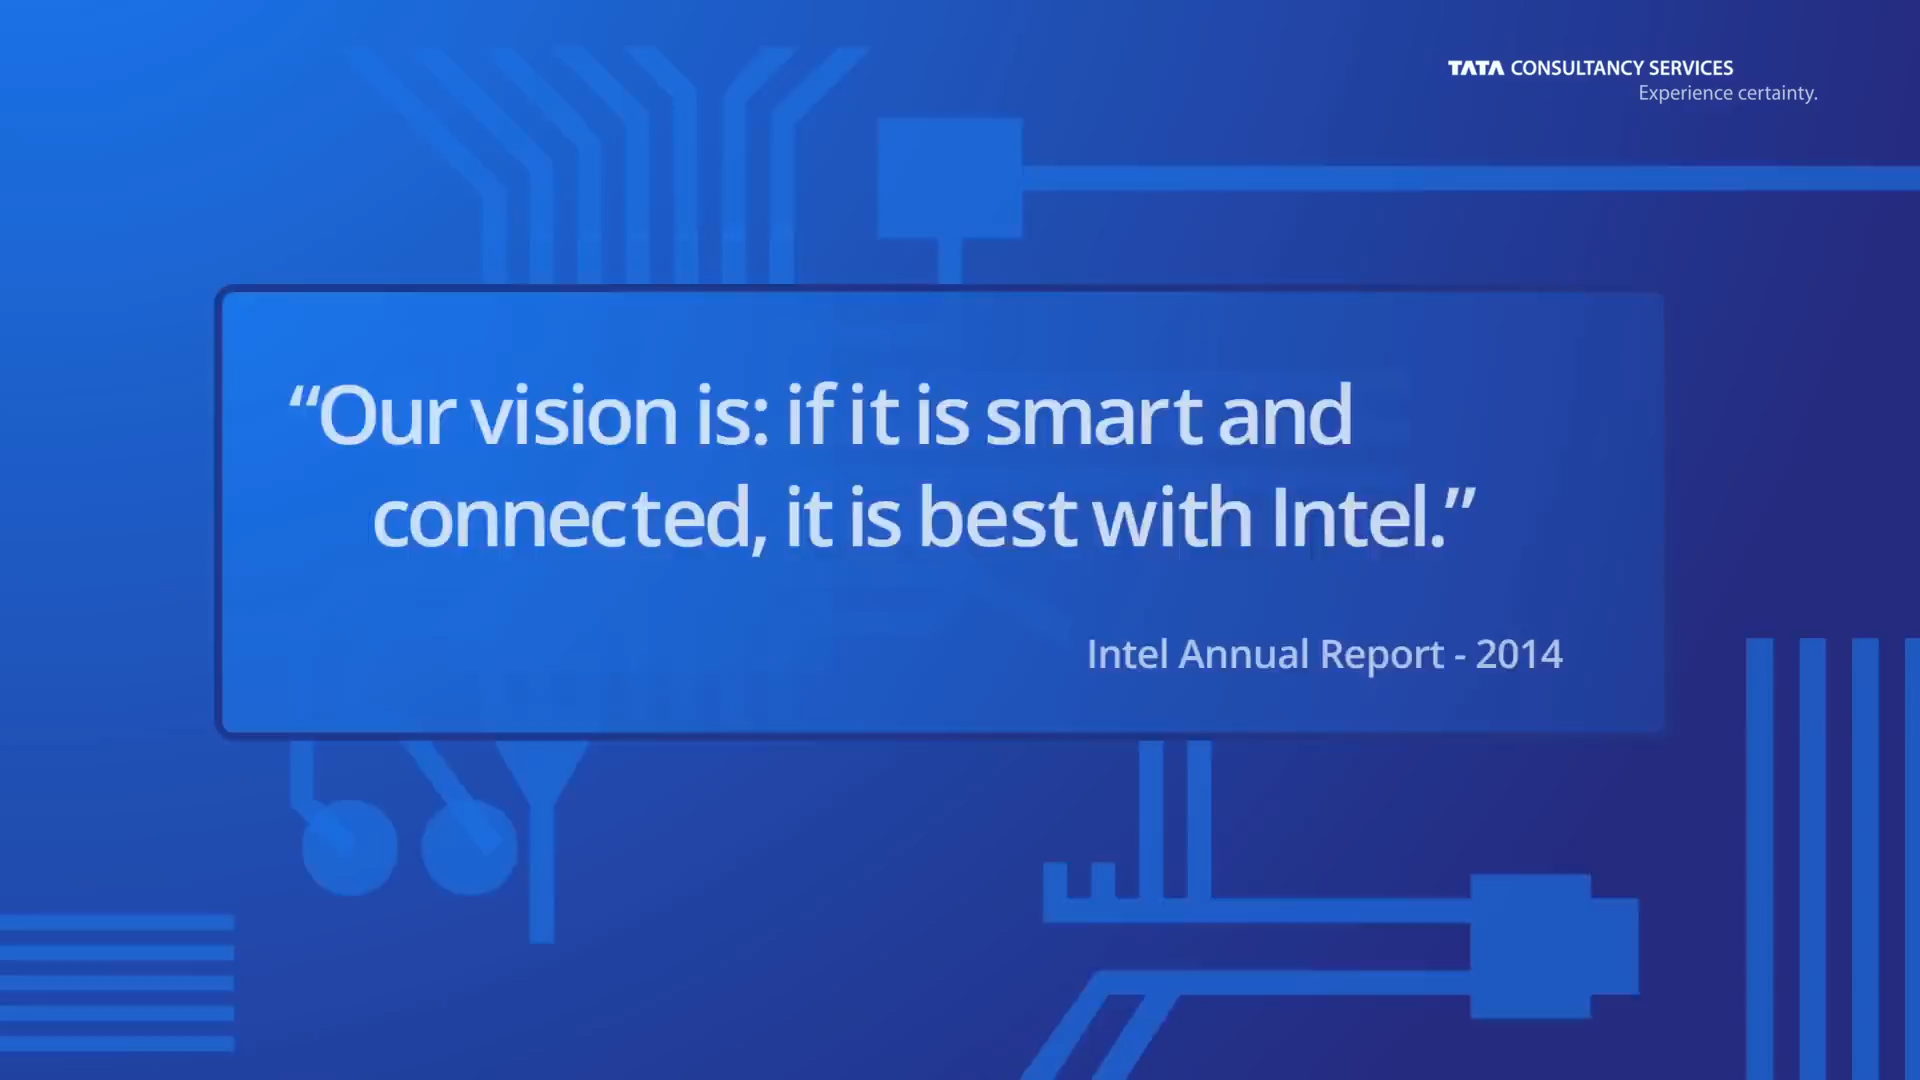 TATA CONSULTANCY SERVICES
Experience certainty.
“Our vision is: if it is smart and
connected, it is best with Intel.”
Intel Annual Report - 2014